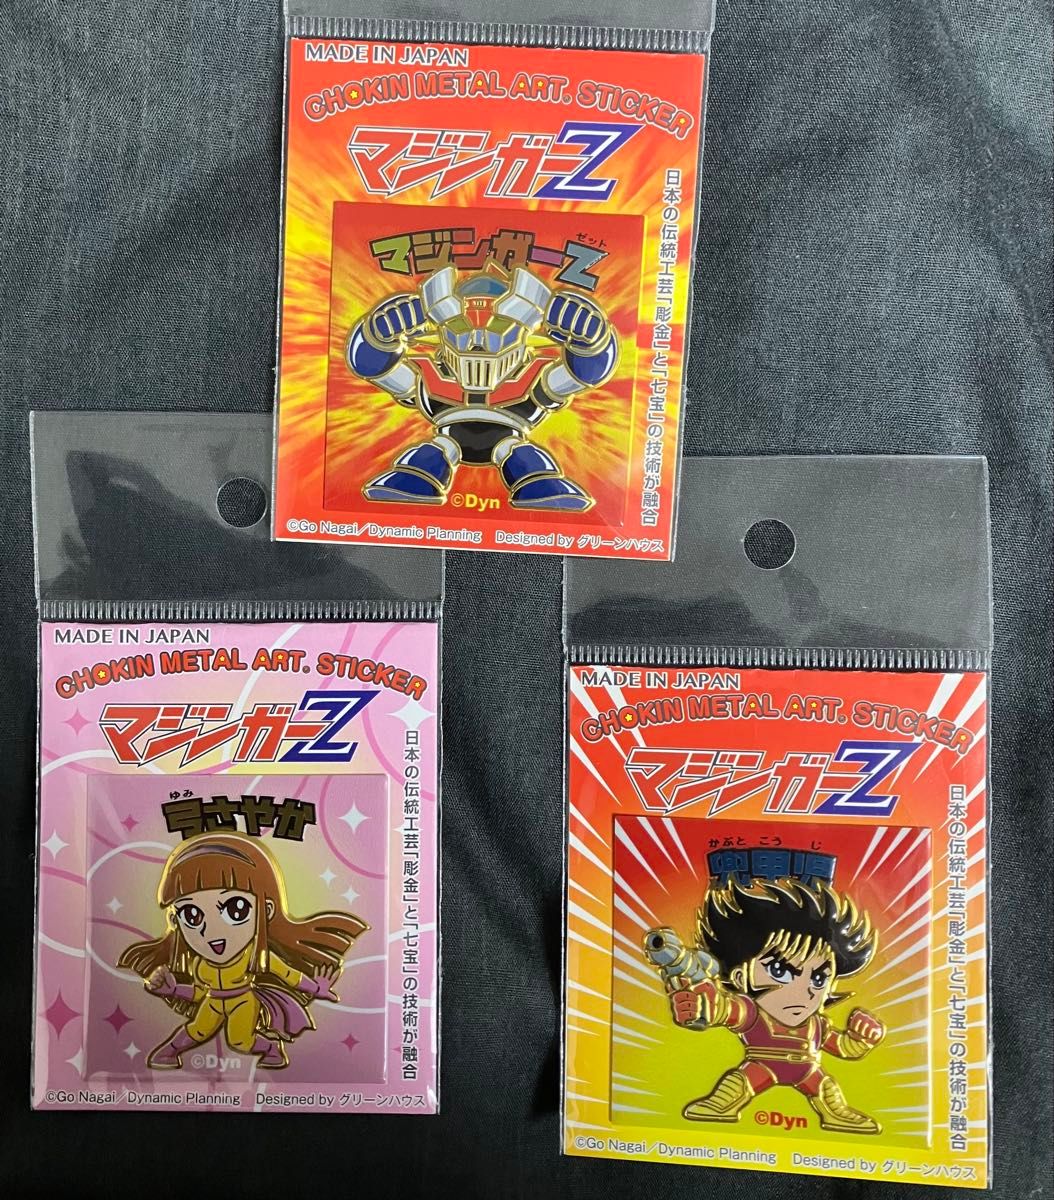 MADE IN JAPAN
CHOKIN METAL ART. STICKER
マジンガーZ
ゼット
マジンガーZ
日本の伝統工芸「彫金」と「七宝」の技術が融合
©Dyn
©Go Nagai/Dynamic Planning Designed by グリーンハウス
MADE IN JAPAN
CHOKIN METAL ART. STICKER
マジンガーZ
ゆみ
弓さやか
日本の伝統工芸「彫金」と「七宝」の技術が融合
©Dyn
©Go Nagai/Dynamic Planning Designed by グリーンハウス
MADE IN JAPAN
CHOKIN METAL ART. STICKER
マジンガーZ
かぶと こう じ
兜甲児
日本の伝統工芸「彫金」と「七宝」の技術が融合
©Dyn
©Go Nagai/Dynamic Planning Designed by グリーンハウス